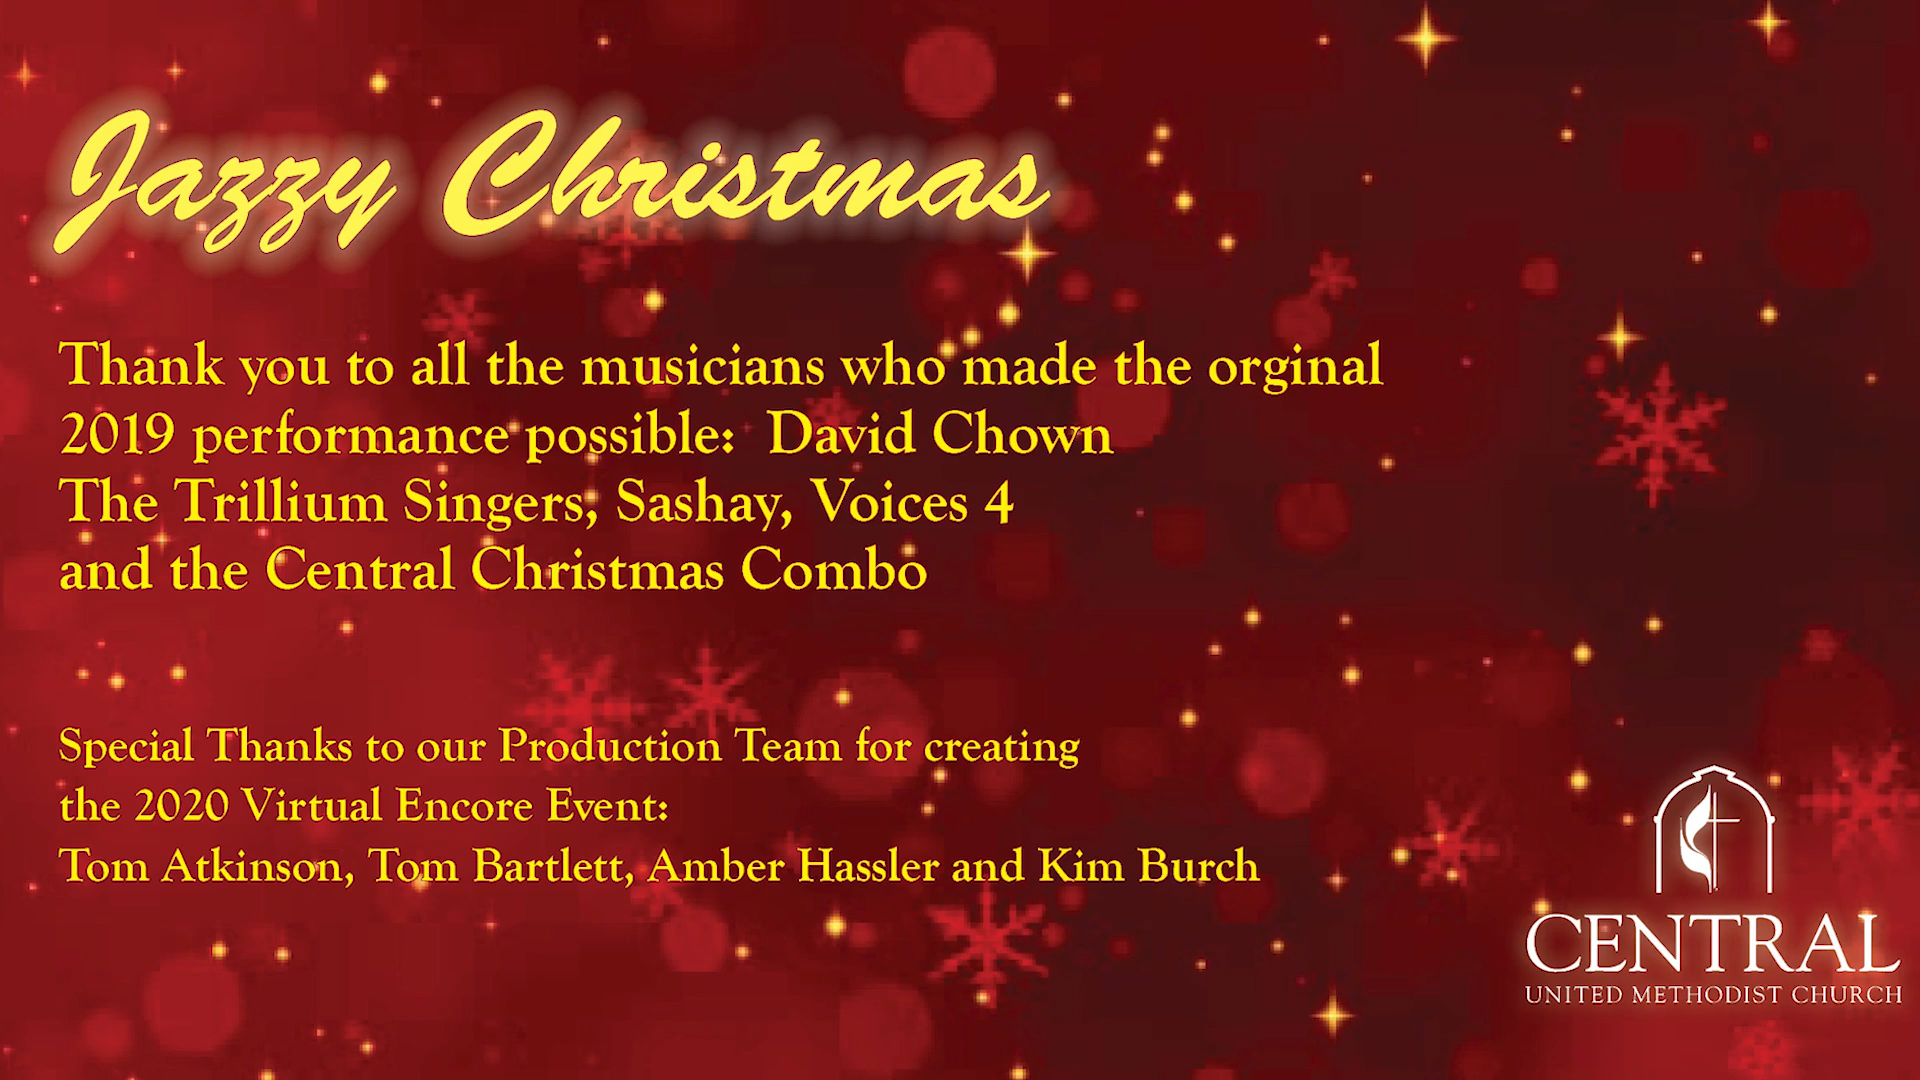 Jazzy Christmas
Thank you to all the musicians who made the orginal
2019 performance possible:  David Chown
The Trillium Singers, Sashay, Voices 4
and the Central Christmas Combo
Special Thanks to our Production Team for creating
the 2020 Virtual Encore Event:
Tom Atkinson, Tom Bartlett, Amber Hassler and Kim Burch
CENTRAL
UNITED METHODIST CHURCH